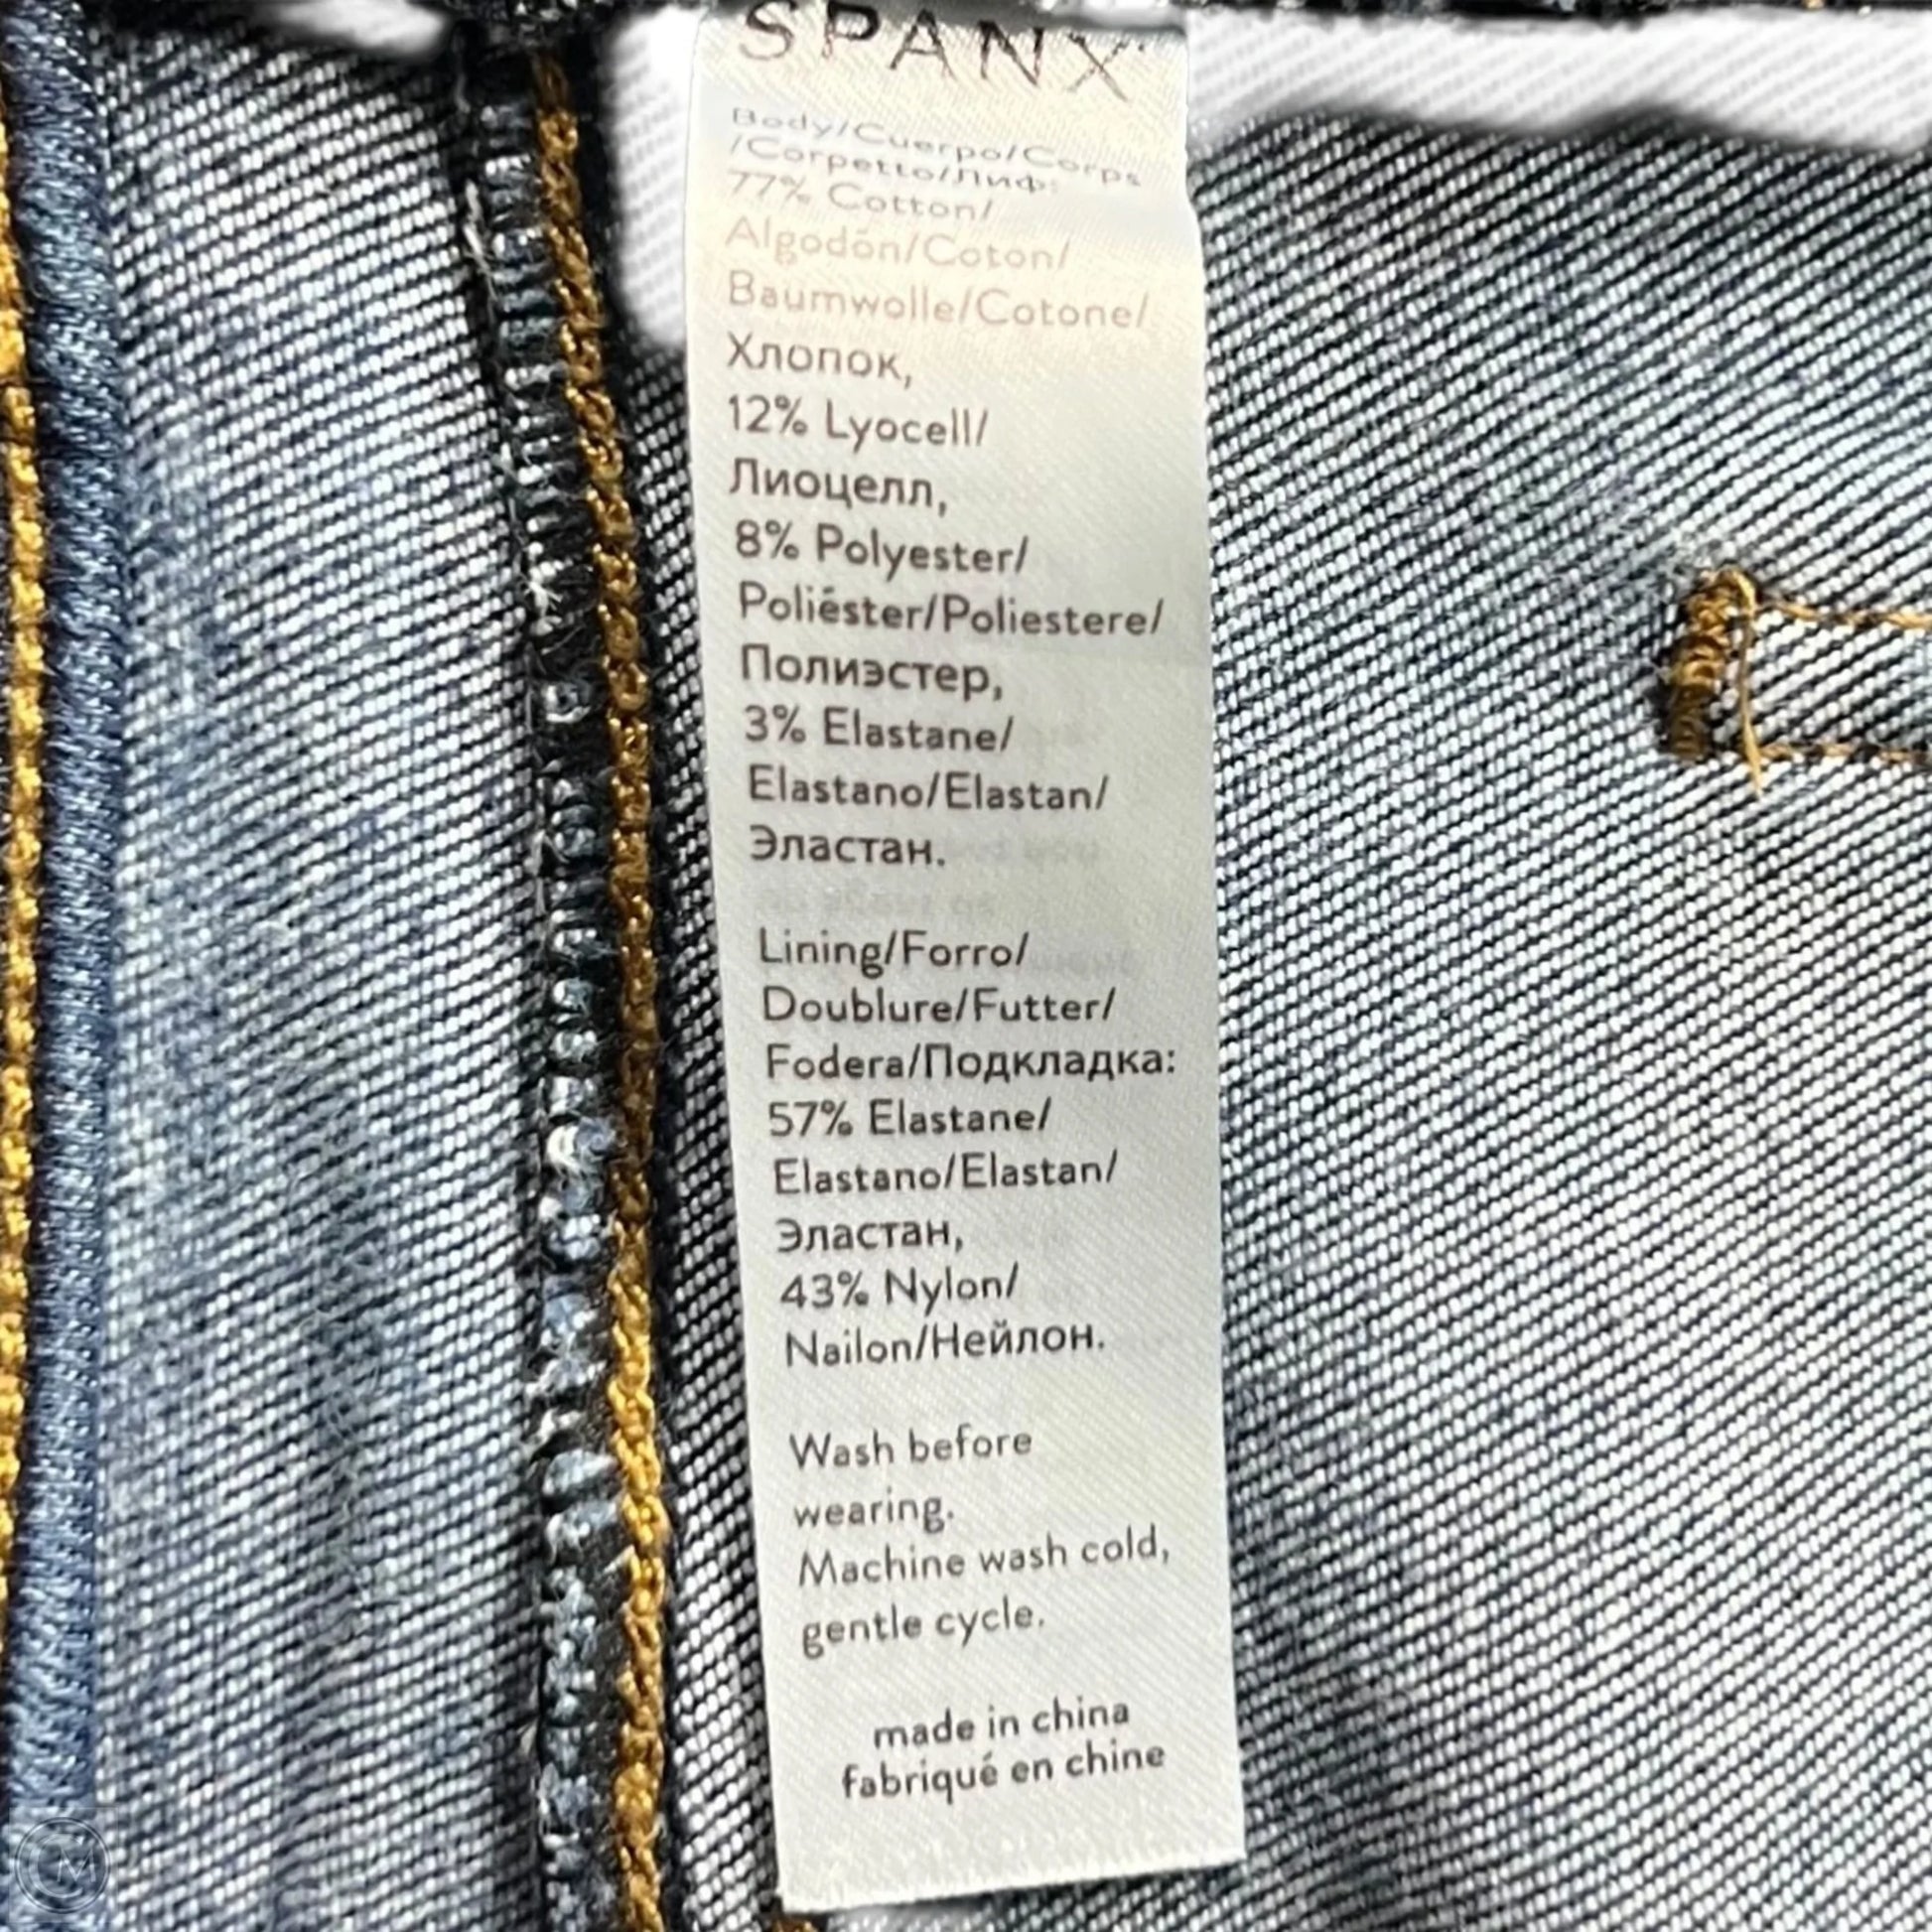 SPANX
Body/Cuerpo/Corps
/Corpetto/Лиф:
77% Cotton/
Algodón/Coton/
Baumwolle/Cotone/
Хлопок,
12% Lyocell/
Лиоцелл,
8% Polyester/
Poliéster/Poliestere/
Полиэстер,
3% Elastane/
Elastano/Elastan/
Эластан.
Lining/Forro/
Doublure/Futter/
Fodera/Подкладка:
57% Elastane/
Elastano/Elastan/
Эластан,
43% Nylon/
Nailon/Нейлон.
Wash before
wearing.
Machine wash cold,
gentle cycle.
made in china
fabriqué en chine